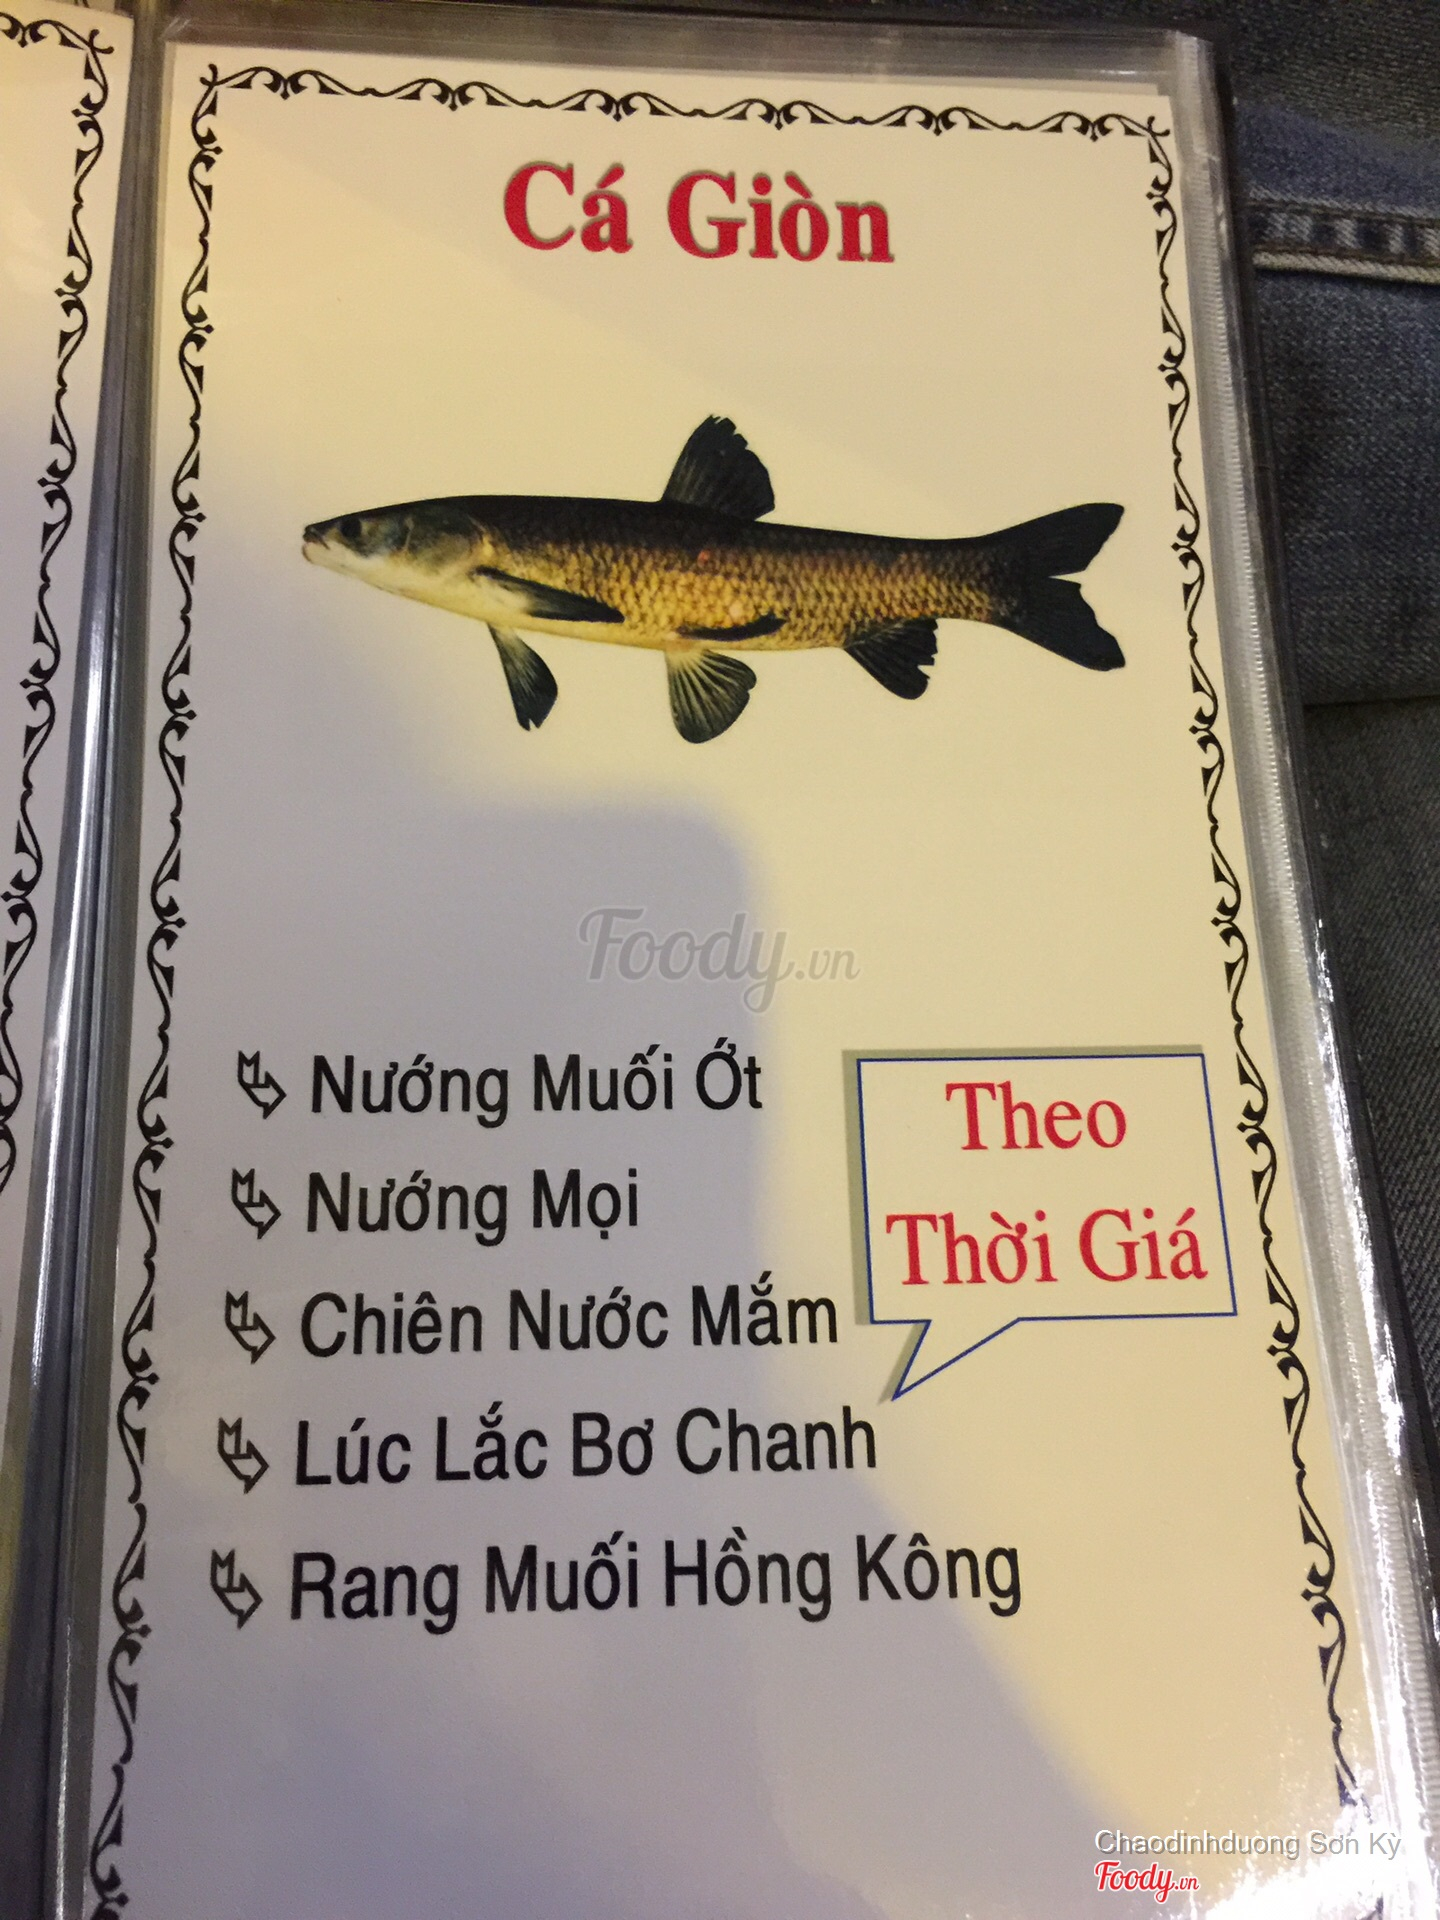 Cá Giòn
Foody.vn
Nướng Muối Ớt
Nướng Mọi
Chiên Nước Mắm
Lúc Lắc Bơ Chanh
Rang Muối Hồng Kông
Theo
Thời Giá
Chaodinhduong Sơn Kỳ
Foody.vn